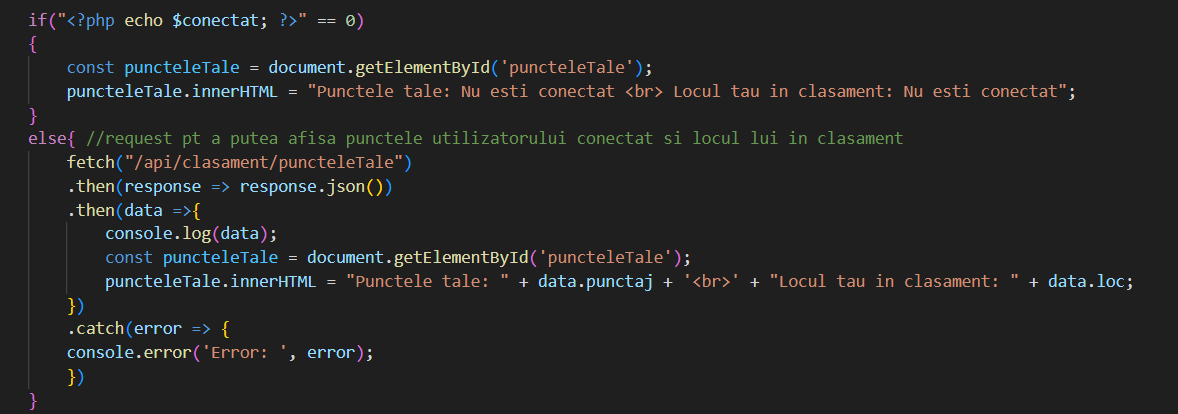 if("<?php echo $conectat; ?>" == 0)
{
    const puncteleTale = document.getElementById('puncteleTale');
    puncteleTale.innerHTML = "Punctele tale: Nu esti conectat <br> Locul tau in clasament: Nu esti conectat";
}
else{ //request pt a putea afisa punctele utilizatorului conectat si locul lui in clasament
    fetch("/api/clasament/puncteleTale")
    .then(response => response.json())
    .then(data =>{
        console.log(data);
        const puncteleTale = document.getElementById('puncteleTale');
        puncteleTale.innerHTML = "Punctele tale: " + data.punctaj + '<br>' + "Locul tau in clasament: " + data.loc;
    })
    .catch(error => {
    console.error('Error: ', error);
    })
}